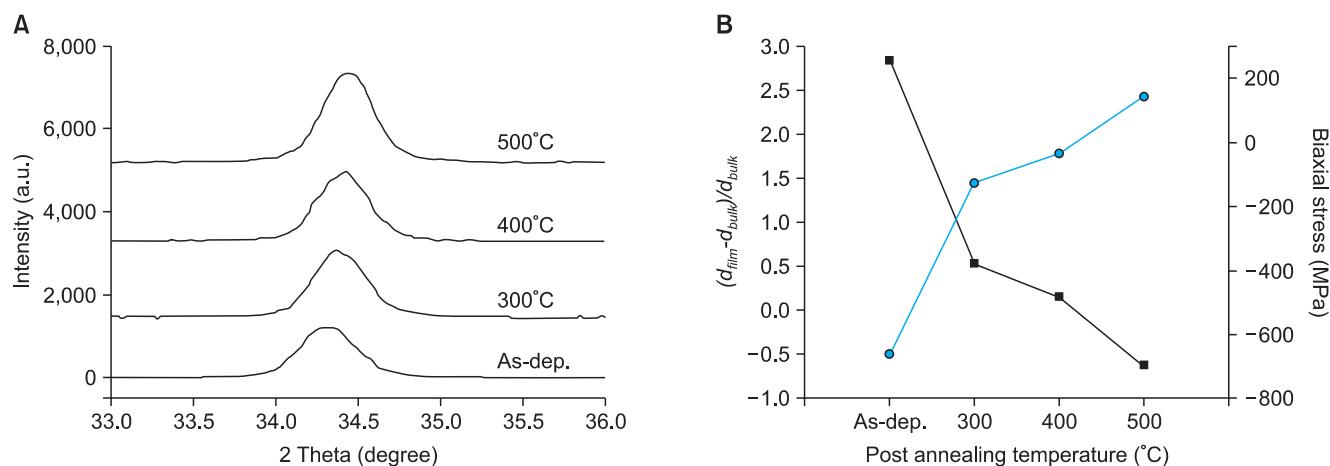 A
8,000
6,000
4,000
2,000
0
Intensity (a.u.)
500°C
400°C
300°C
As-dep.
33.0 33.5 34.0 34.5 35.0 35.5 36.0
2 Theta (degree)
B
3.0
2.5
2.0
1.5
1.0
0.5
0.0
−0.5
−1.0
(d_film-d_bulk)/d_bulk
200
0
−200
−400
−600
−800
Biaxial stress (MPa)
As-dep. 300 400 500
Post annealing temperature (°C)